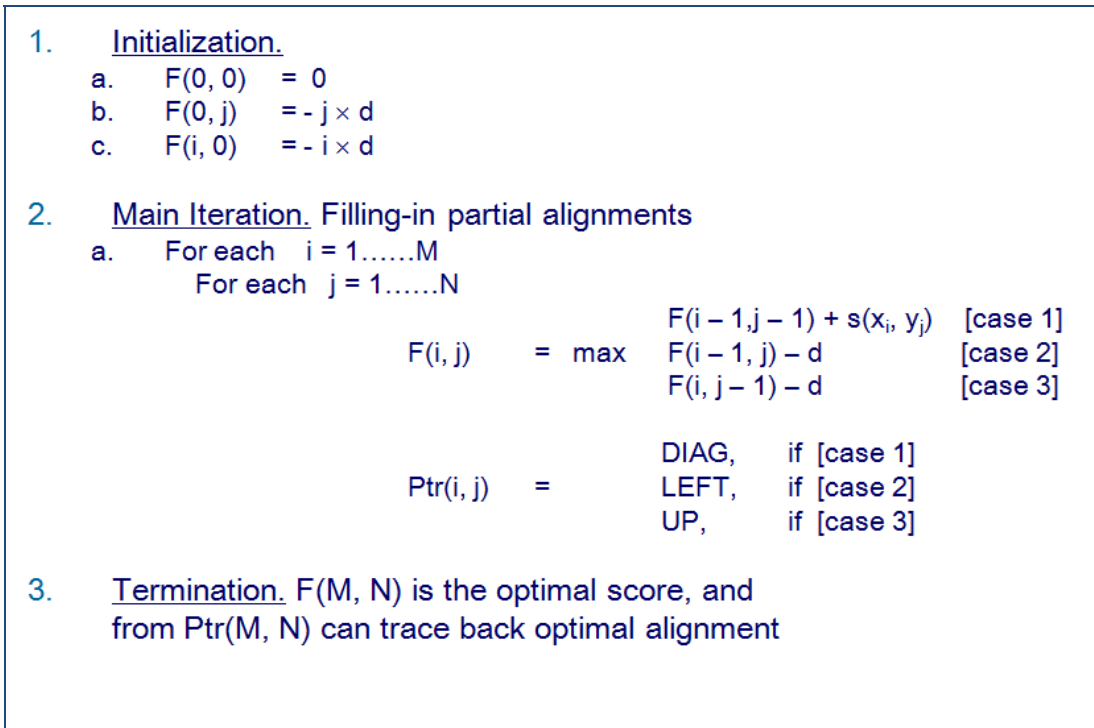 1. Initialization.
a. F(0, 0) = 0
b. F(0, j) = - j × d
c. F(i, 0) = - i × d
2. Main Iteration. Filling-in partial alignments
a. For each i = 1……M
For each j = 1……N
F(i – 1,j – 1) + s(xᵢ, yⱼ) [case 1]
F(i, j) = max F(i – 1, j) – d [case 2]
F(i, j – 1) – d [case 3]
DIAG, if [case 1]
Ptr(i, j) = LEFT, if [case 2]
UP, if [case 3]
3. Termination. F(M, N) is the optimal score, and
from Ptr(M, N) can trace back optimal alignment